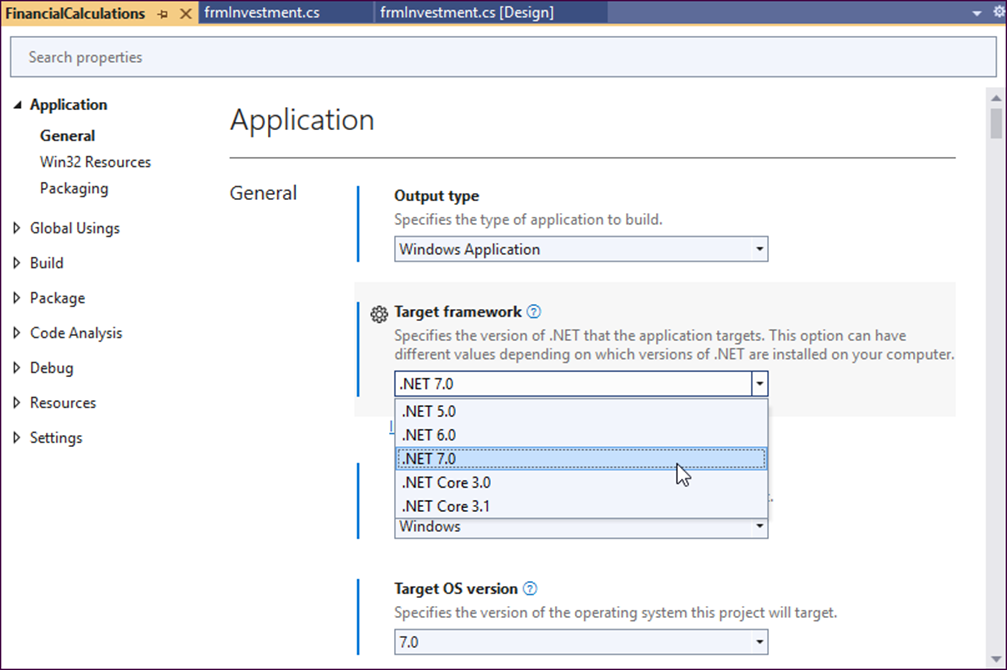 FinancialCalculations
frmInvestment.cs
frmInvestment.cs [Design]
Search properties
Application
General
Win32 Resources
Packaging
Global Usings
Build
Package
Code Analysis
Debug
Resources
Settings
Application
General
Output type
Specifies the type of application to build.
Windows Application
Target framework ?
Specifies the version of .NET that the application targets. This option can have
different values depending on which versions of .NET are installed on your computer.
.NET 7.0
.NET 5.0
.NET 6.0
.NET 7.0
.NET Core 3.0
.NET Core 3.1
Windows
Target OS version ?
Specifies the version of the operating system this project will target.
7.0